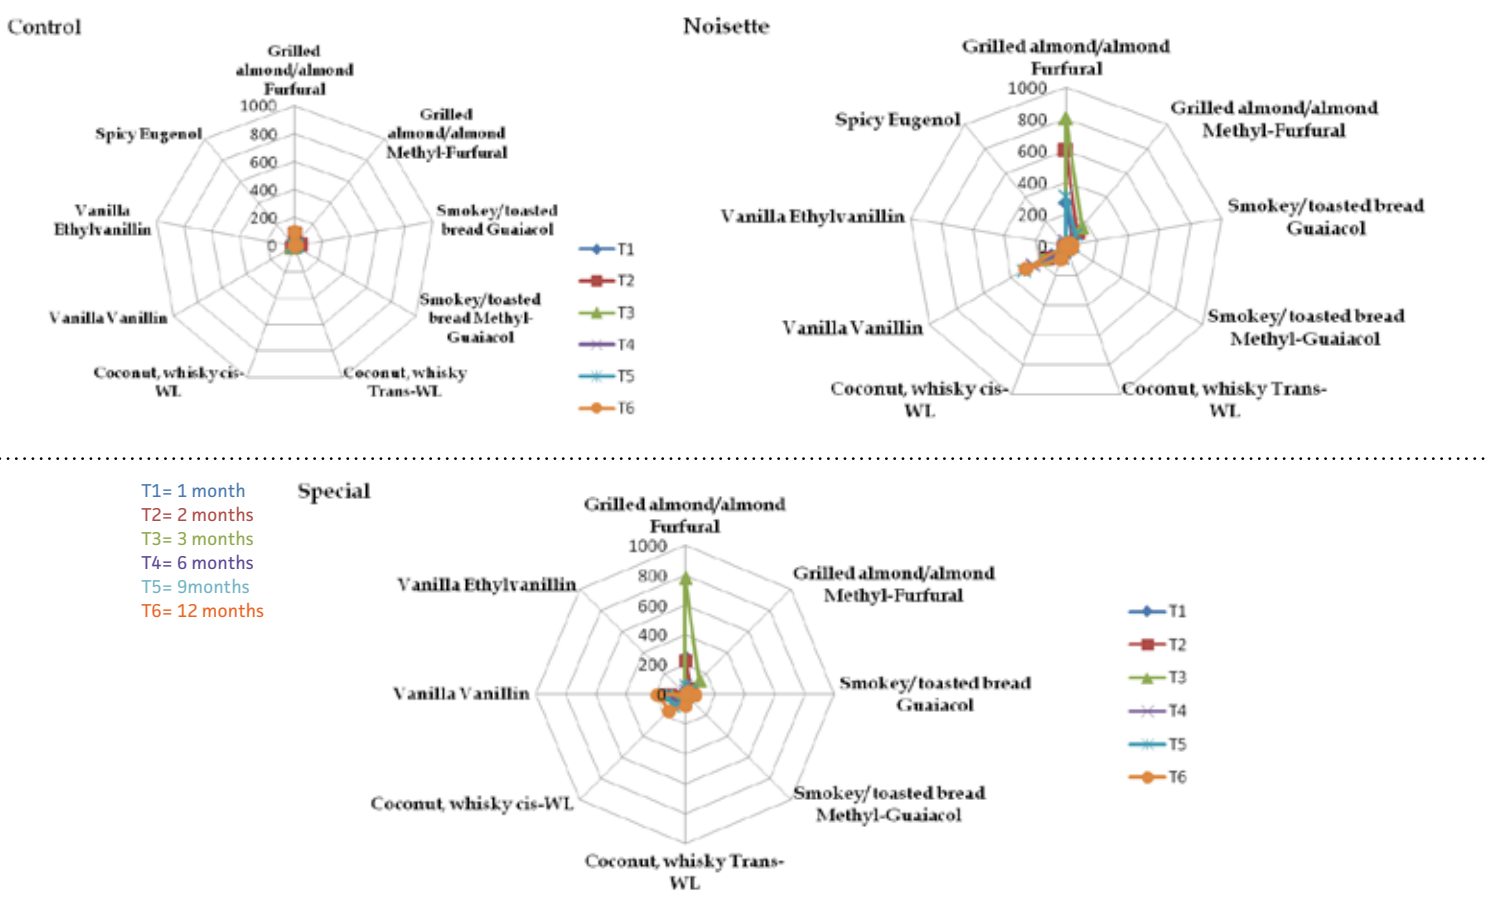 Control
Grilled
almond/almond
Furfural
Grilled
almond/almond
Methyl-Furfural
Smokey/toasted
bread Guaiacol
Smokey/toasted
bread Methyl-
Guaiacol
Coconut, whisky
Trans-WL
Coconut, whisky cis-
WL
Vanilla Vanillin
Vanilla
Ethylvanillin
Spicy Eugenol
1000
800
600
400
200
0
T1
T2
T3
T4
T5
T6
Noisette
Grilled almond/almond
Furfural
Grilled almond/almond
Methyl-Furfural
Smokey/toasted bread
Guaiacol
Smokey/toasted bread
Methyl-Guaiacol
Coconut, whisky Trans-
WL
Coconut, whisky cis-
WL
Vanilla Vanillin
Vanilla Ethylvanillin
Spicy Eugenol
1000
800
600
400
200
0
T1= 1 month
T2= 2 months
T3= 3 months
T4= 6 months
T5= 9months
T6= 12 months
Special
Grilled almond/almond
Furfural
Grilled almond/almond
Methyl-Furfural
Smokey/toasted bread
Guaiacol
Smokey/toasted bread
Methyl-Guaiacol
Coconut, whisky Trans-
WL
Coconut, whisky cis-WL
Vanilla Vanillin
Vanilla Ethylvanillin
1000
800
600
400
200
0
T1
T2
T3
T4
T5
T6